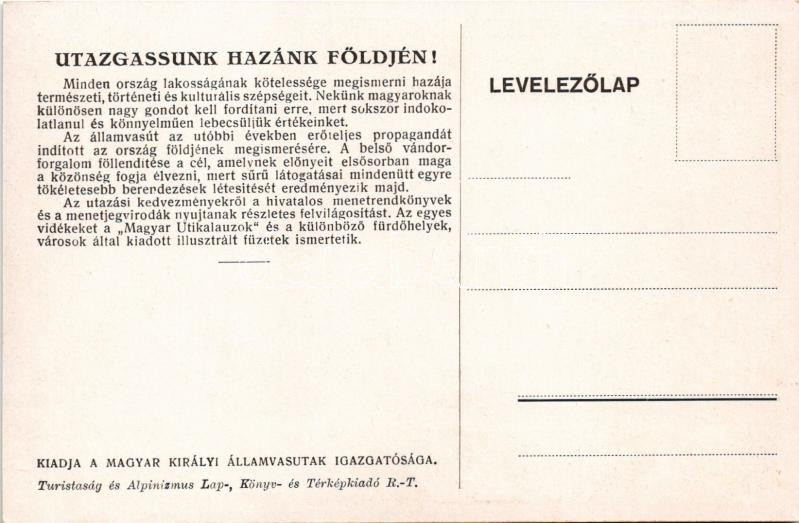 UTAZGASSUNK HAZÁNK FÖLDJÉN!
Minden ország lakosságának kötelessége megismerni hazája
természeti, történeti és kulturális szépségeit. Nekünk magyaroknak
különösen nagy gondot kell fordítani erre, mert sokszor indoko-
latlanul és könnyelműen lebecsüljük értékeinket.
Az államvasút az utóbbi években erőteljes propagandát
indított az ország földjének megismerésére. A belső vándor-
forgalom föllendítése a cél, amelynek előnyeit elsősorban maga
a közönség fogja élvezni, mert sűrű látogatásai mindenütt egyre
tökéletesebb berendezések létesítését eredményezik majd.
Az utazási kedvezményekről a hivatalos menetrendkönyvek
és a menetjegyirodák nyujtanak részletes felvilágosítást. Az egyes
vidékeket a „Magyar Utikalauzok“ és a különböző fürdőhelyek,
városok által kiadott illusztrált füzetek ismertetik.
KIADJA A MAGYAR KIRÁLYI ÁLLAMVASUTAK IGAZGATÓSÁGA.
Turistaság és Alpinizmus Lap-, Könyv- és Térképkiadó R.-T.
LEVELEZŐLAP